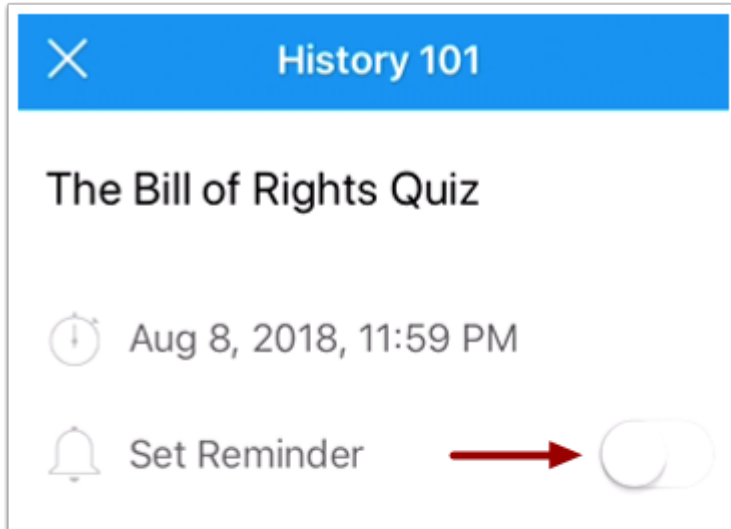 History 101
The Bill of Rights Quiz
Aug 8, 2018, 11:59 PM
Set Reminder